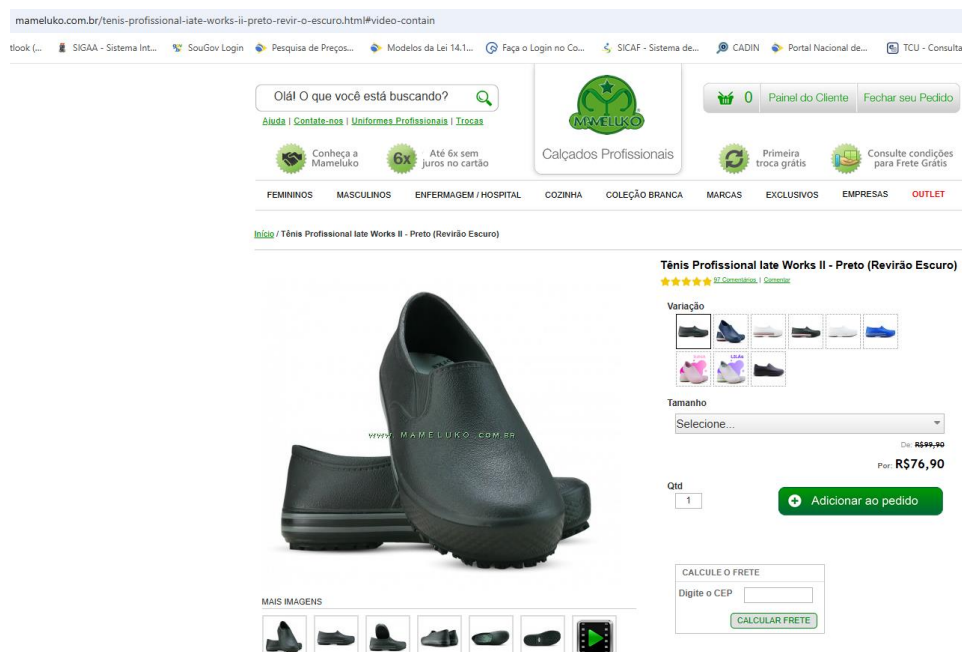 mameluko.com.br/tenis-profissional-iate-works-ii-preto-revir-o-escuro.html#video-contain
tlook (... SIGAA - Sistema Int... SouGov Login Pesquisa de Preços... Modelos da Lei 14.1... Faça o Login no Co... SICAF - Sistema de... CADIN Portal Nacional de... TCU - Consulta
Olá! O que você está buscando?
Ajuda | Contate-nos | Uniformes Profissionais | Trocas
MAMELUKO
Calçados Profissionais
0 Painel do Cliente Fechar seu Pedido
Conheça a
Mameluko
6x
Até 6x sem
juros no cartão
Primeira
troca grátis
Consulte condições
para Frete Grátis
FEMININOS MASCULINOS ENFERMAGEM / HOSPITAL COZINHA COLEÇÃO BRANCA MARCAS EXCLUSIVOS EMPRESAS OUTLET
Início / Tênis Profissional Iate Works II - Preto (Revirão Escuro)
Tênis Profissional Iate Works II - Preto (Revirão Escuro)
97 Comentários | Comentar
Variação
LILÁS
Tamanho
Selecione...
De: R$99,90
Por: R$76,90
Qtd
1
Adicionar ao pedido
WWW.MAMELUKO.COM.BR
CALCULE O FRETE
Digite o CEP
CALCULAR FRETE
MAIS IMAGENS